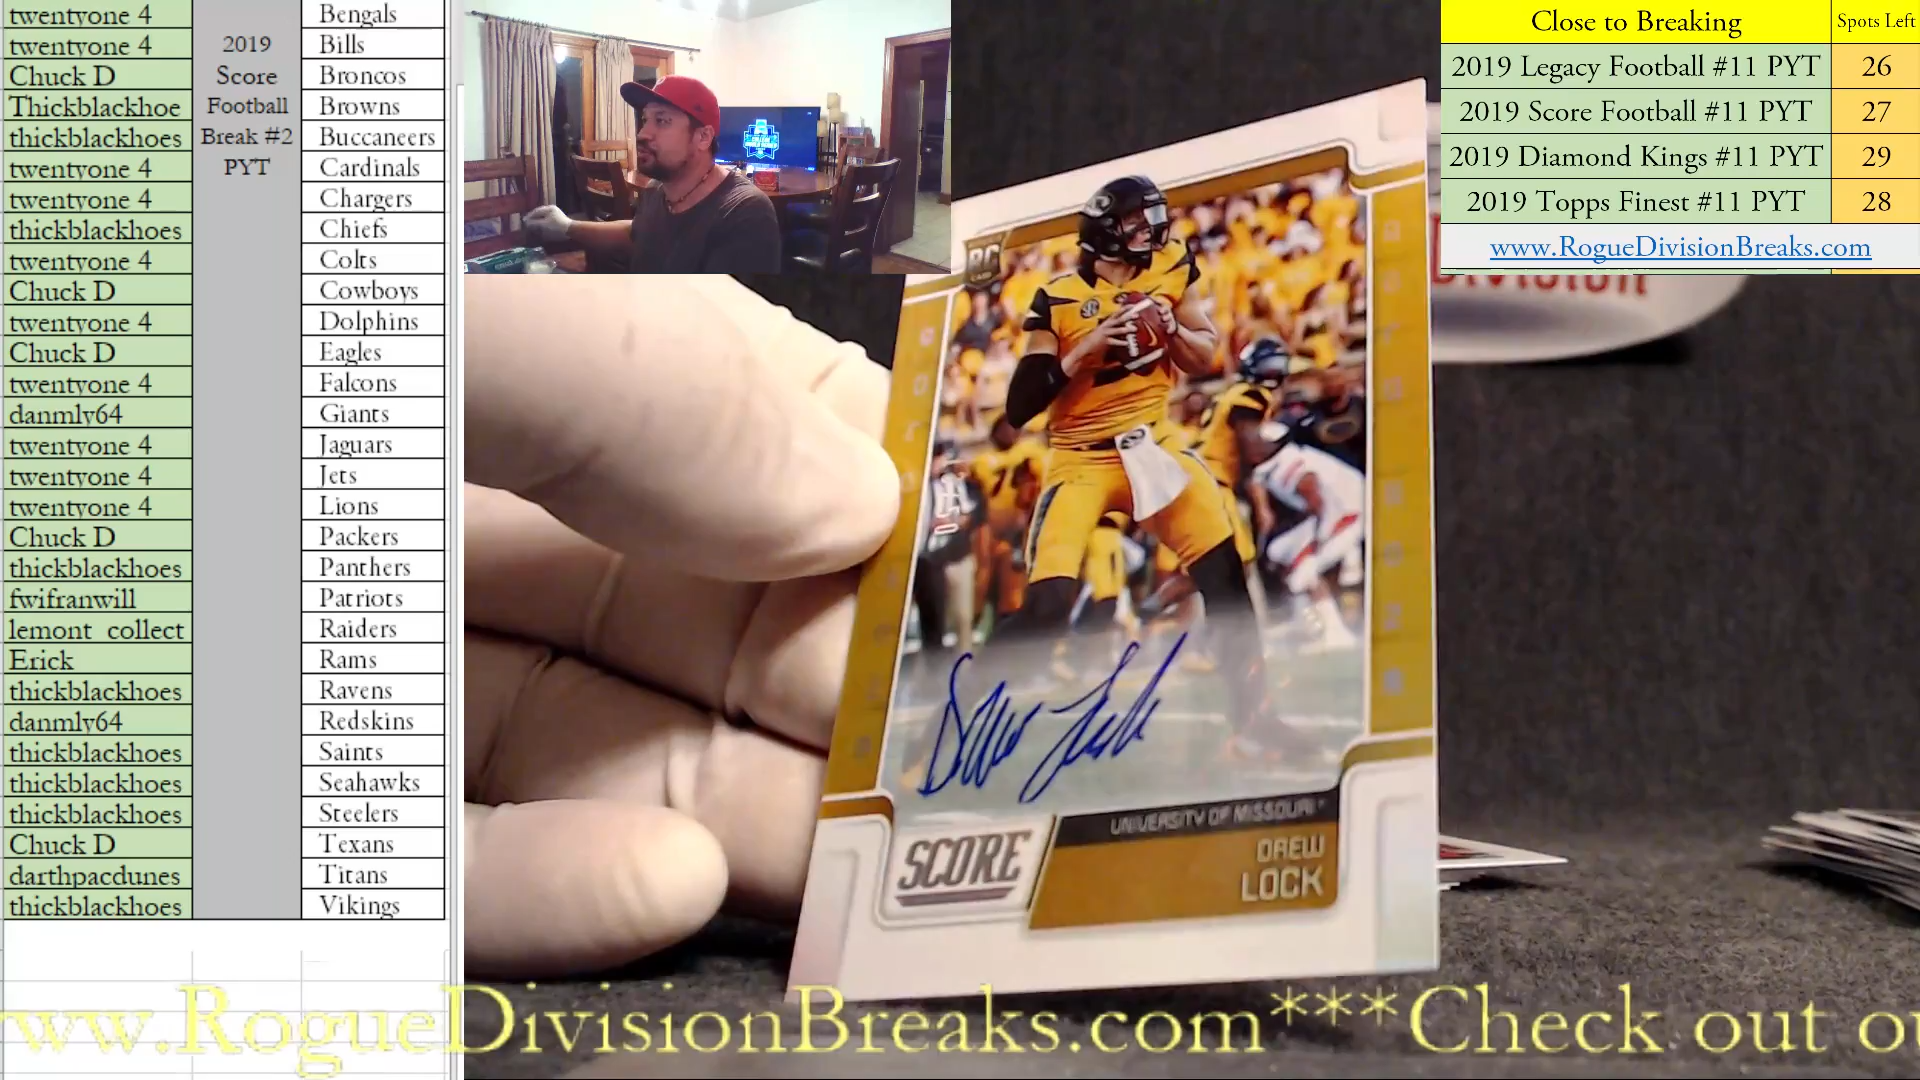 twentyone 4 Bengals
twentyone 4 2019 Bills
Chuck D Score Broncos
Thickblackhoe Football Browns
thickblackhoes Break #2 Buccaneers
twentyone 4 PYT Cardinals
twentyone 4 Chargers
thickblackhoes Chiefs
twentyone 4 Colts
Chuck D Cowboys
twentyone 4 Dolphins
Chuck D Eagles
twentyone 4 Falcons
danmly64 Giants
twentyone 4 Jaguars
twentyone 4 Jets
twentyone 4 Lions
Chuck D Packers
thickblackhoes Panthers
fwifranwill Patriots
lemont_collect Raiders
Erick Rams
thickblackhoes Ravens
danmly64 Redskins
thickblackhoes Saints
thickblackhoes Seahawks
thickblackhoes Steelers
Chuck D Texans
darthpacdunes Titans
thickblackhoes Vikings
Close to Breaking Spots Left
2019 Legacy Football #11 PYT 26
2019 Score Football #11 PYT 27
2019 Diamond Kings #11 PYT 29
2019 Topps Finest #11 PYT 28
www.RogueDivisionBreaks.com
Division
RC
Drew Lock
UNIVERSITY OF MISSOURI
SCORE
DREW
LOCK
ww.RogueDivisionBreaks.com***Check out ou